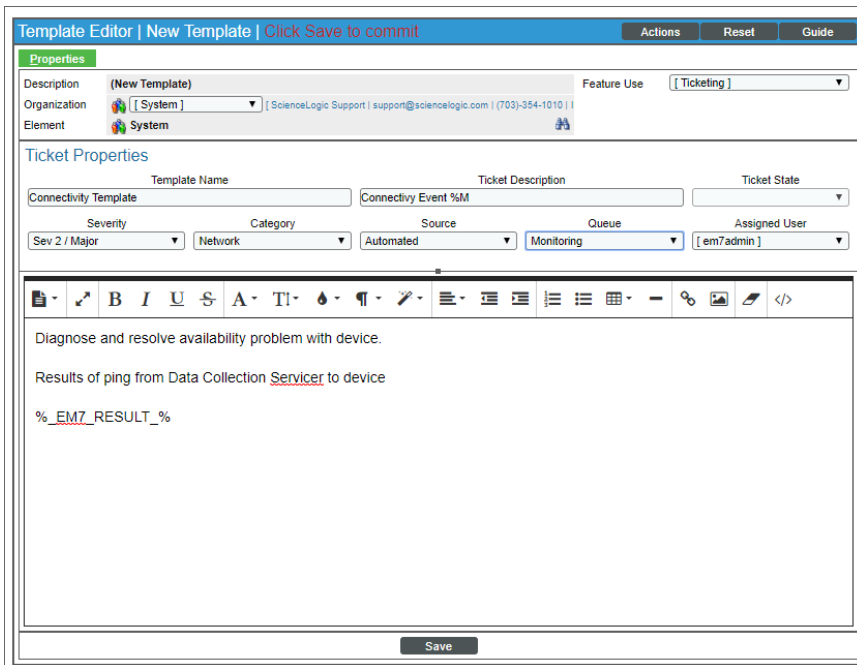 Template Editor | New Template | Click Save to commit Actions Reset Guide
Properties
Description (New Template) Feature Use [ Ticketing ]
Organization [ System ] [ ScienceLogic Support | support@sciencelogic.com | (703)-354-1010 |
Element System
Ticket Properties
Template Name Ticket Description Ticket State
Connectivity Template Connectivy Event %M
Severity Category Source Queue Assigned User
Sev 2 / Major Network Automated Monitoring [ em7admin ]
B I U S A T
Diagnose and resolve availability problem with device.
Results of ping from Data Collection Servicer to device
%_EM7_RESULT_%
Save